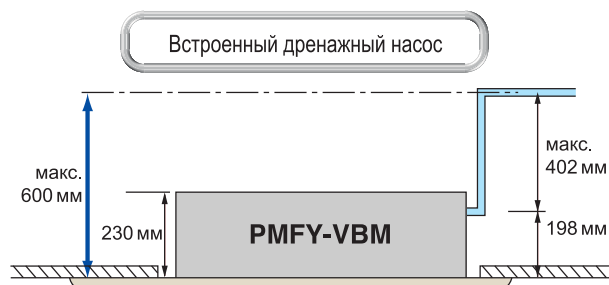 Встроенный дренажный насос
макс.
600 мм
230 мм
PMFY-VBM
макс.
402 мм
198 мм